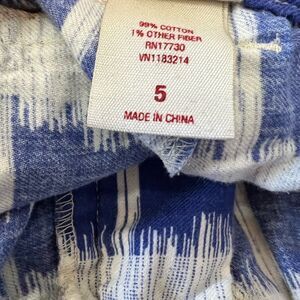 99% COTTON
1% OTHER FIBER
RN17730
VN1183214
5
MADE IN CHINA